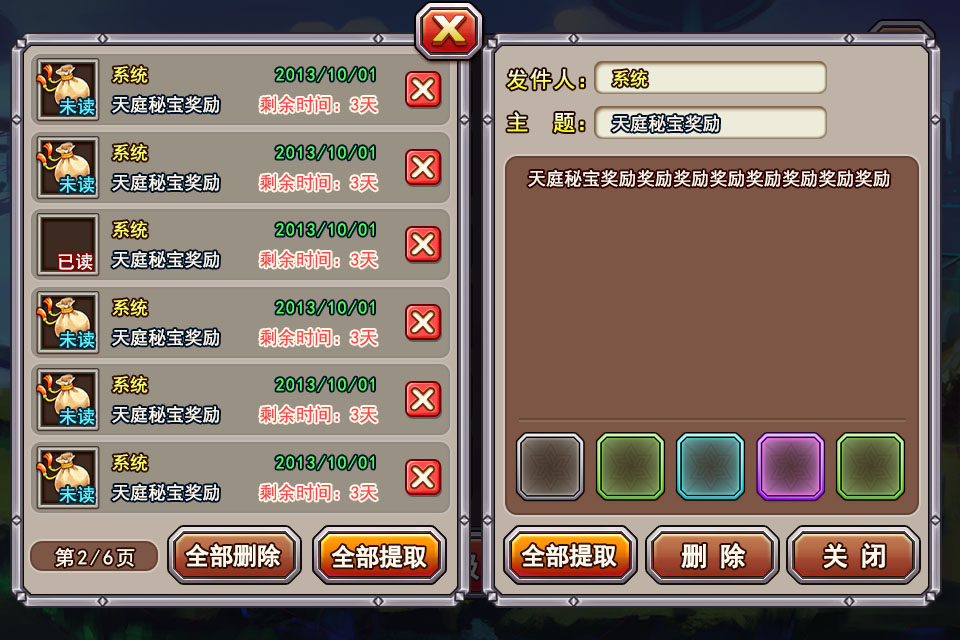 系统 2013/10/01
未读 天庭秘宝奖励 剩余时间：3天
系统 2013/10/01
未读 天庭秘宝奖励 剩余时间：3天
系统 2013/10/01
已读 天庭秘宝奖励 剩余时间：3天
系统 2013/10/01
未读 天庭秘宝奖励 剩余时间：3天
系统 2013/10/01
未读 天庭秘宝奖励 剩余时间：3天
系统 2013/10/01
未读 天庭秘宝奖励 剩余时间：3天
第2/6页 全部删除 全部提取
发件人： 系统
主 题： 天庭秘宝奖励
天庭秘宝奖励奖励奖励奖励奖励奖励奖励奖励
全部提取 删 除 关 闭